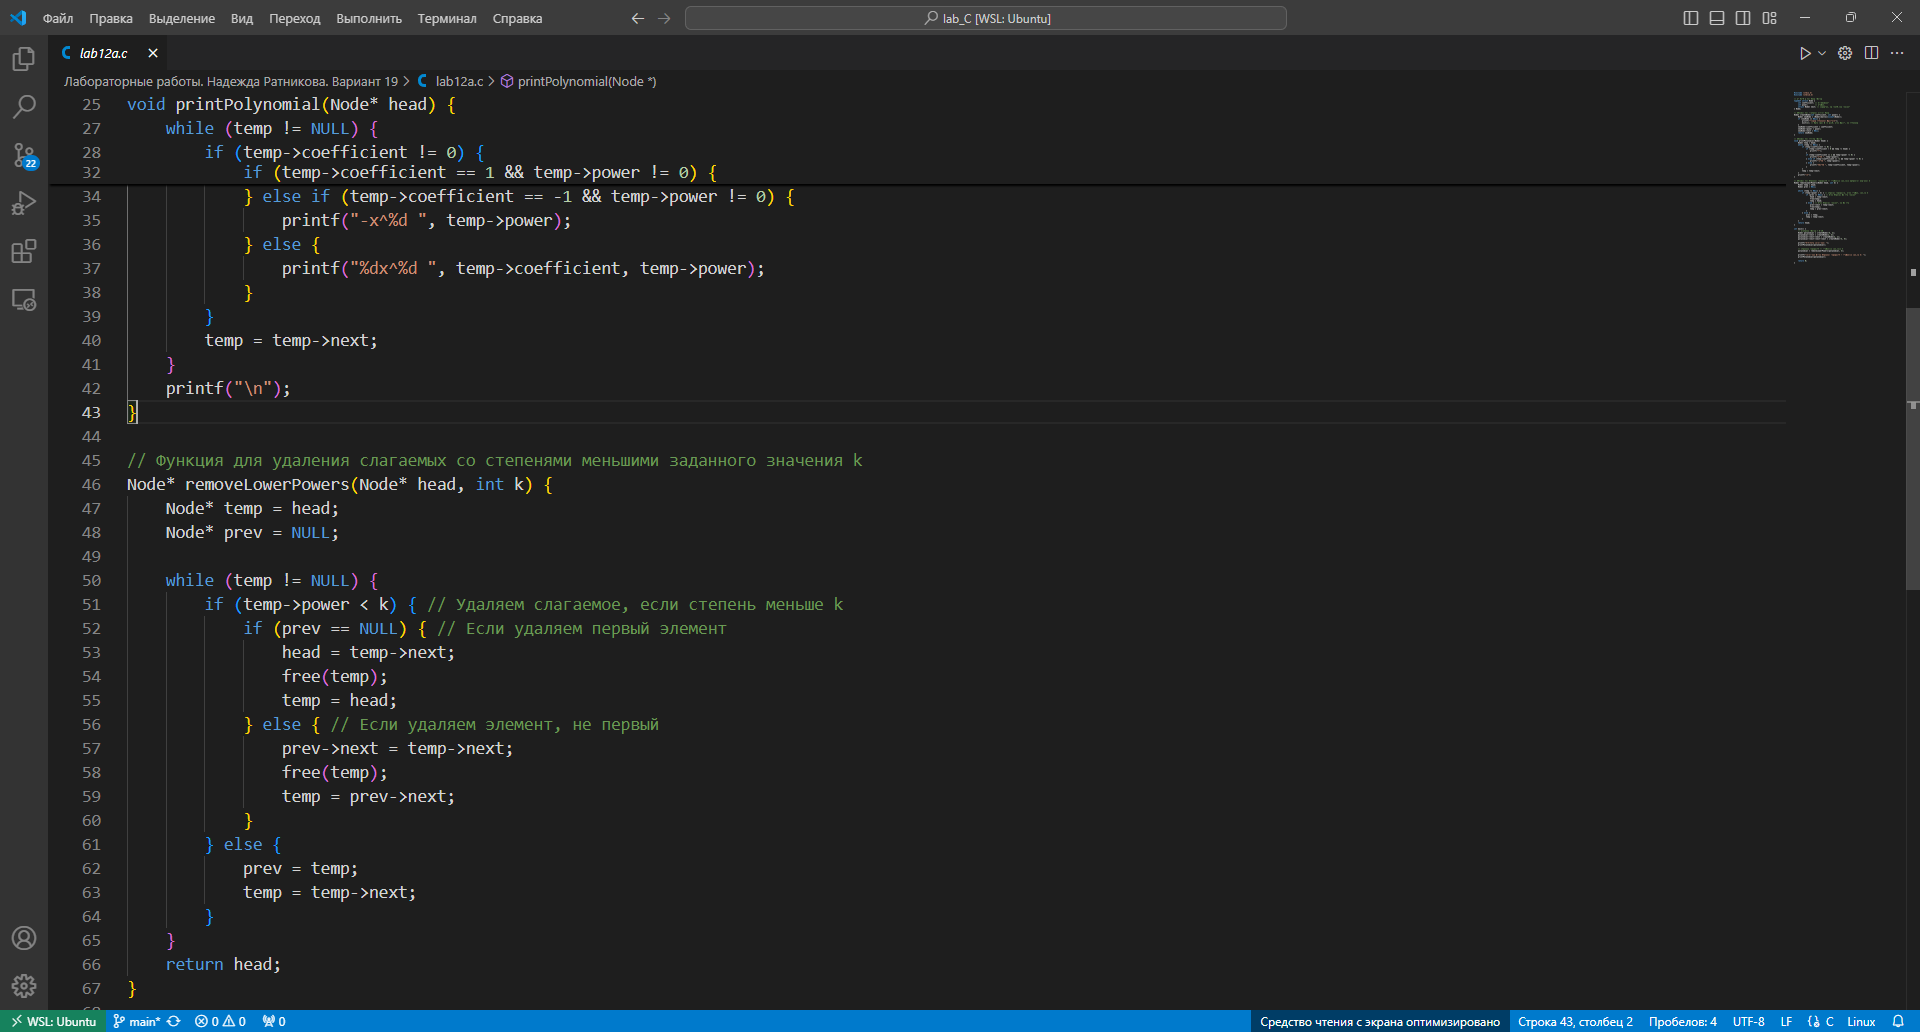 Файл Правка Выделение Вид Переход Выполнить Терминал Справка lab_C [WSL: Ubuntu]
lab12a.c
Лабораторные работы. Надежда Ратникова. Вариант 19 > lab12a.c > printPolynomial(Node *)
25 void printPolynomial(Node* head) {
27 while (temp != NULL) {
28 if (temp->coefficient != 0) {
32 if (temp->coefficient == 1 && temp->power != 0) {
34 } else if (temp->coefficient == -1 && temp->power != 0) {
35 printf("-x^%d ", temp->power);
36 } else {
37 printf("%dx^%d ", temp->coefficient, temp->power);
38 }
39 }
40 temp = temp->next;
41 }
42 printf("\n");
43 }
44
45 // Функция для удаления слагаемых со степенями меньшими заданного значения k
46 Node* removeLowerPowers(Node* head, int k) {
47 Node* temp = head;
48 Node* prev = NULL;
49
50 while (temp != NULL) {
51 if (temp->power < k) { // Удаляем слагаемое, если степень меньше k
52 if (prev == NULL) { // Если удаляем первый элемент
53 head = temp->next;
54 free(temp);
55 temp = head;
56 } else { // Если удаляем элемент, не первый
57 prev->next = temp->next;
58 free(temp);
59 temp = prev->next;
60 }
61 } else {
62 prev = temp;
63 temp = temp->next;
64 }
65 }
66 return head;
67 }
22
WSL: Ubuntu main* 0 0 0 Средство чтения с экрана оптимизировано Строка 43, столбец 2 Пробелов: 4 UTF-8 LF {} C Linux